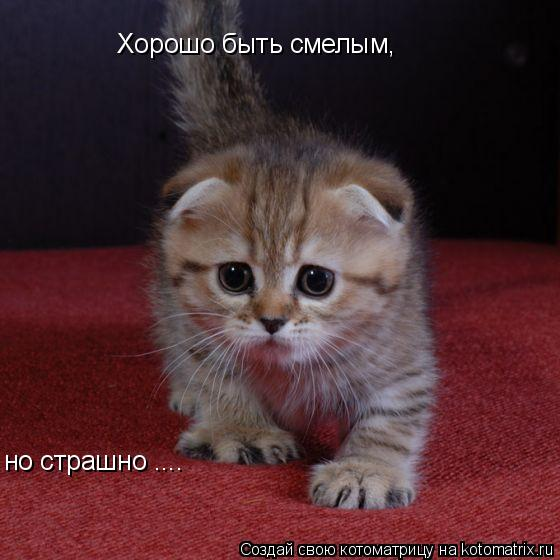 Хорошо быть смелым,
но страшно ....
Создай свою котоматрицу на kotomatrix.ru